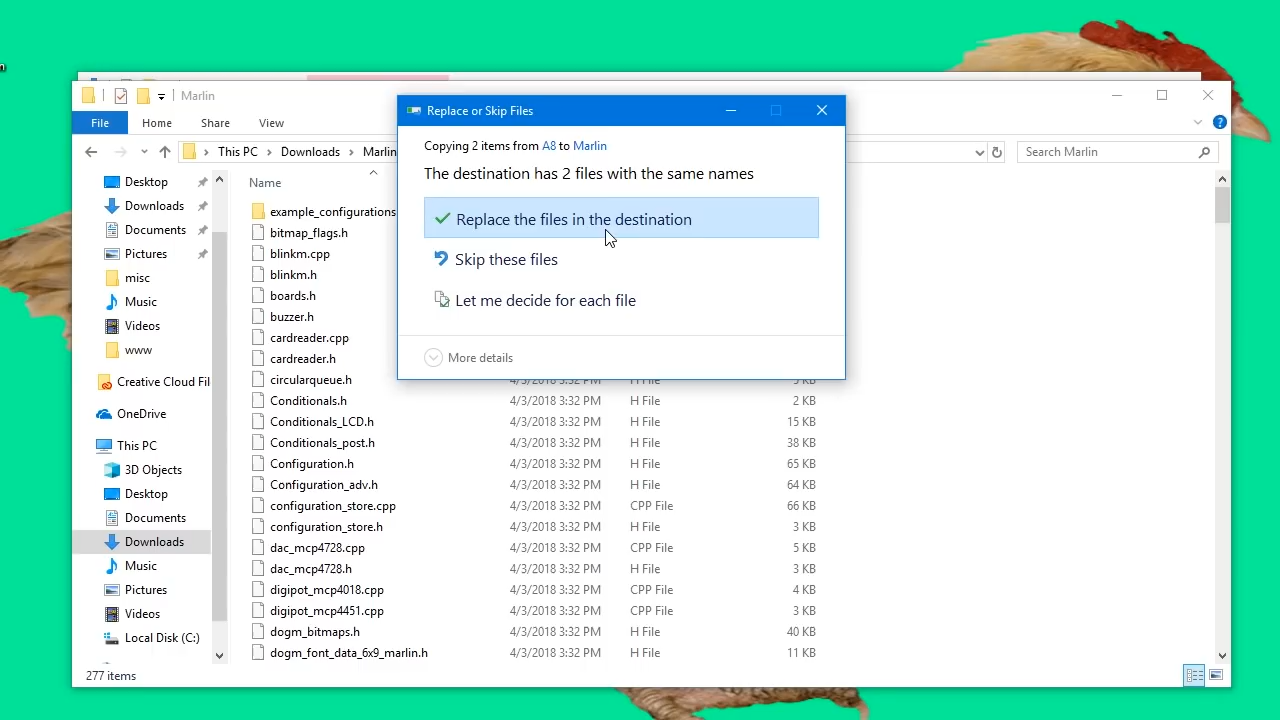 Marlin
Replace or Skip Files
File
Home
Share
View
This PC
Downloads
Marlin
Search Marlin
Copying 2 items from A8 to Marlin
The destination has 2 files with the same names
Replace the files in the destination
Skip these files
Let me decide for each file
More details
Desktop
Downloads
Documents
Pictures
misc
Music
Videos
www
Creative Cloud Fil
OneDrive
This PC
3D Objects
Desktop
Documents
Downloads
Music
Pictures
Videos
Local Disk (C:)
Name
example_configurations
bitmap_flags.h
blinkm.cpp
blinkm.h
boards.h
buzzer.h
cardreader.cpp
cardreader.h
circularqueue.h 4/3/2018 3:32 PM H File 5 KB
Conditionals.h 4/3/2018 3:32 PM H File 2 KB
Conditionals_LCD.h 4/3/2018 3:32 PM H File 15 KB
Conditionals_post.h 4/3/2018 3:32 PM H File 38 KB
Configuration.h 4/3/2018 3:32 PM H File 65 KB
Configuration_adv.h 4/3/2018 3:32 PM H File 64 KB
configuration_store.cpp 4/3/2018 3:32 PM CPP File 66 KB
configuration_store.h 4/3/2018 3:32 PM H File 3 KB
dac_mcp4728.cpp 4/3/2018 3:32 PM CPP File 5 KB
dac_mcp4728.h 4/3/2018 3:32 PM H File 3 KB
digipot_mcp4018.cpp 4/3/2018 3:32 PM CPP File 4 KB
digipot_mcp4451.cpp 4/3/2018 3:32 PM CPP File 3 KB
dogm_bitmaps.h 4/3/2018 3:32 PM H File 40 KB
dogm_font_data_6x9_marlin.h 4/3/2018 3:32 PM H File 11 KB
277 items